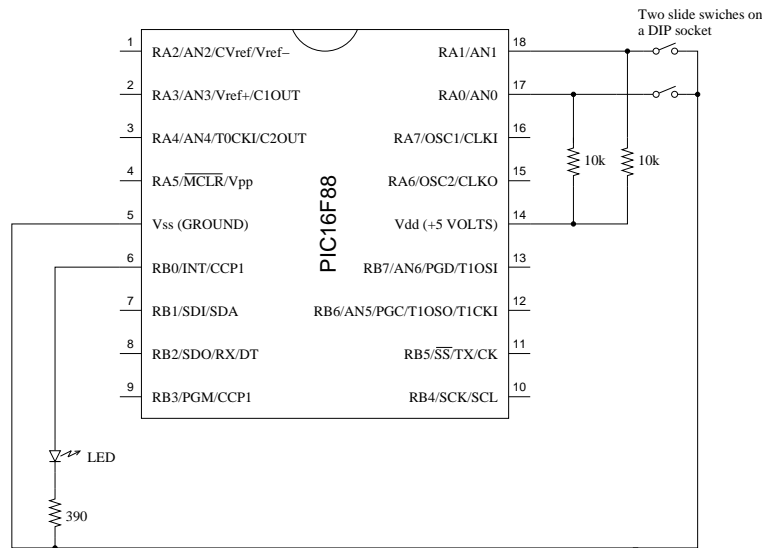 Two slide swiches on
a DIP socket
1 RA2/AN2/CVref/Vref−
18 RA1/AN1
2 RA3/AN3/Vref+/C1OUT
17 RA0/AN0
3 RA4/AN4/T0CKI/C2OUT
16 RA7/OSC1/CLKI
10k
10k
4 RA5/MCLR/Vpp
15 RA6/OSC2/CLKO
PIC16F88
5 Vss (GROUND)
14 Vdd (+5 VOLTS)
6 RB0/INT/CCP1
13 RB7/AN6/PGD/T1OSI
7 RB1/SDI/SDA
12 RB6/AN5/PGC/T1OSO/T1CKI
8 RB2/SDO/RX/DT
11 RB5/SS/TX/CK
9 RB3/PGM/CCP1
10 RB4/SCK/SCL
LED
390